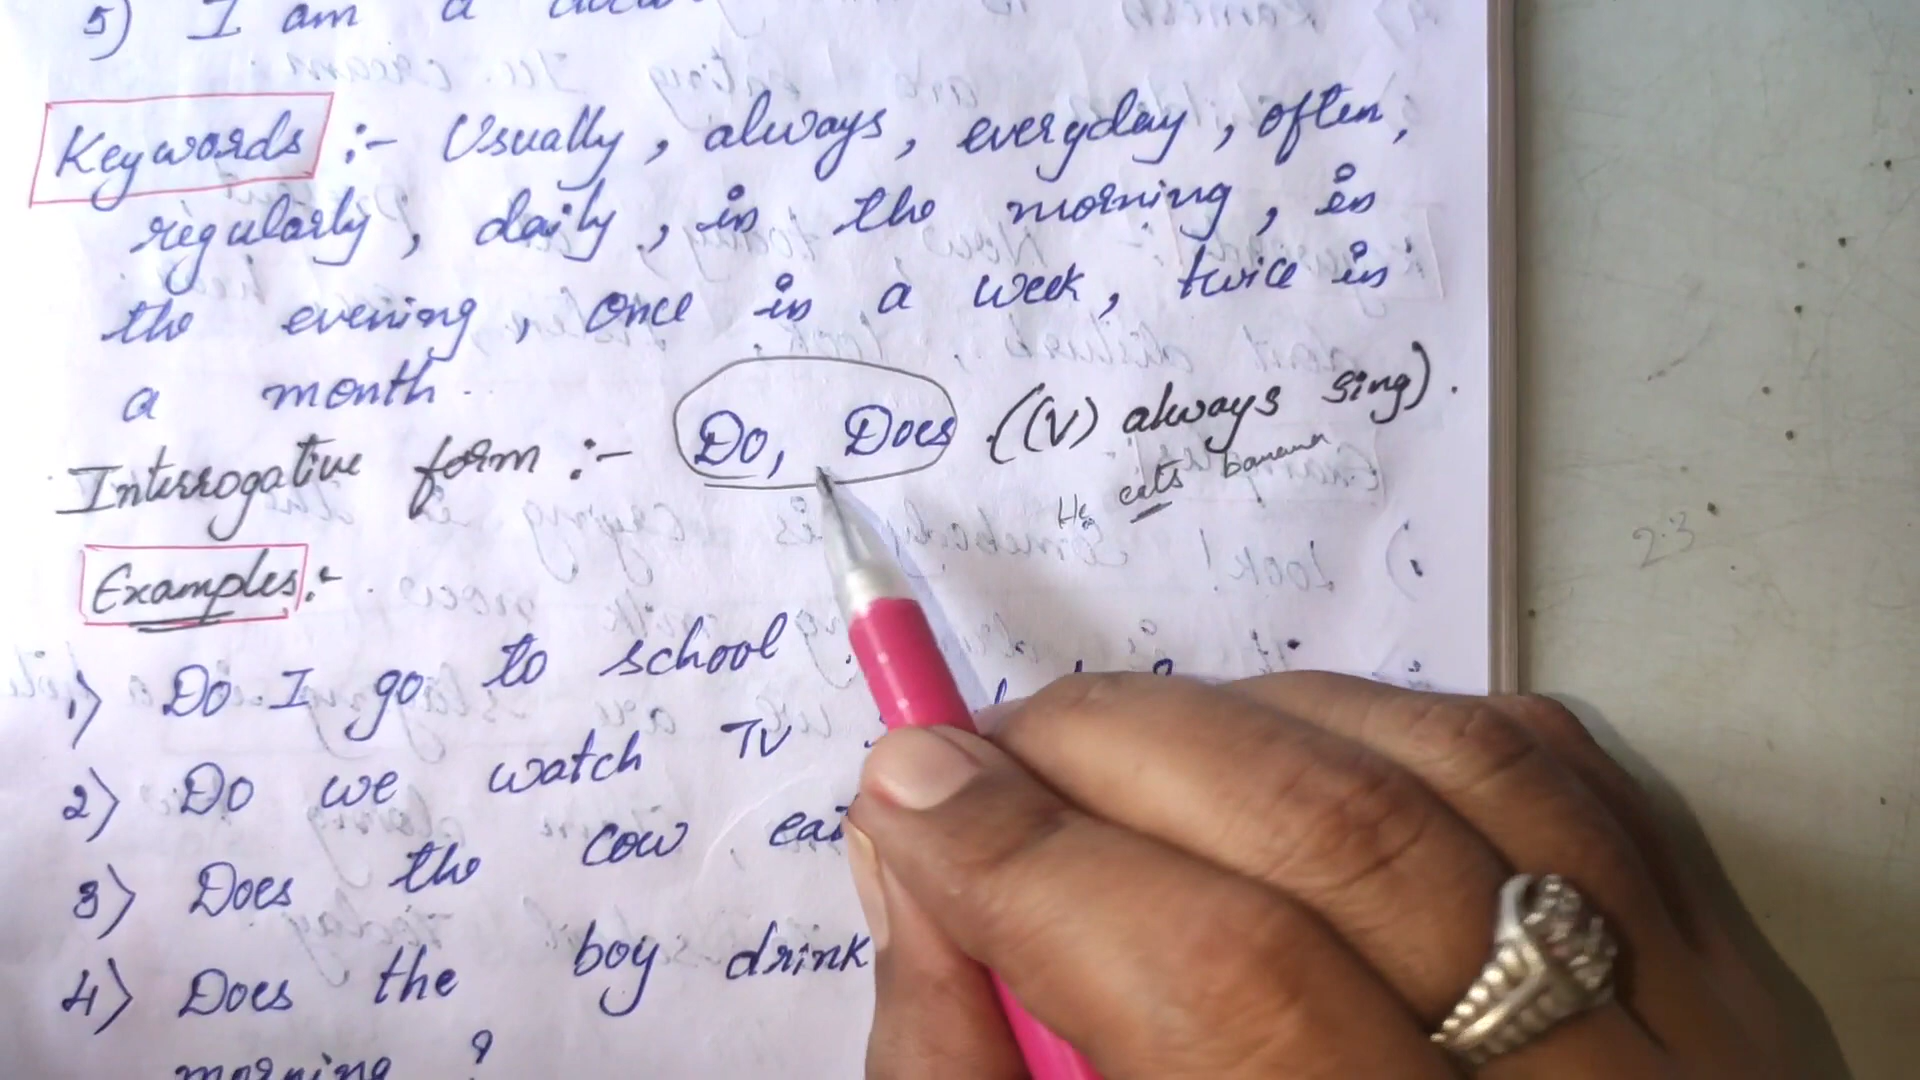 5) I am a
Keywords :- Usually, always, everyday, often,
regularly, daily, in the morning, in
the evening, once in a week, twice in
a month.
Interrogative form :- Do, Does ((V) always sing).
He eats banana
Examples :-
1) Do I go to school
2) Do we watch TV
3) Does the cow eat
4) Does the boy drink
morning ?
2.3